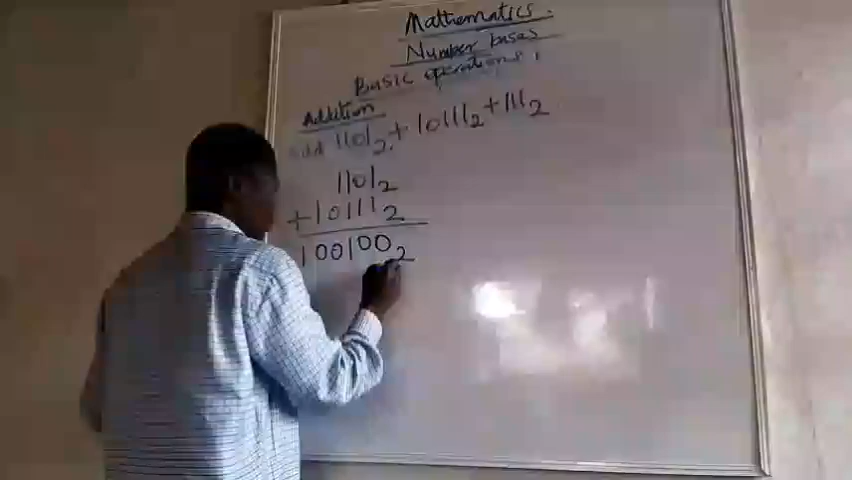 Mathematics.
Number bases
Basic operations.
Addition
Add 1101₂ + 10111₂ + 111₂
1101₂
+ 10111₂
100100₂